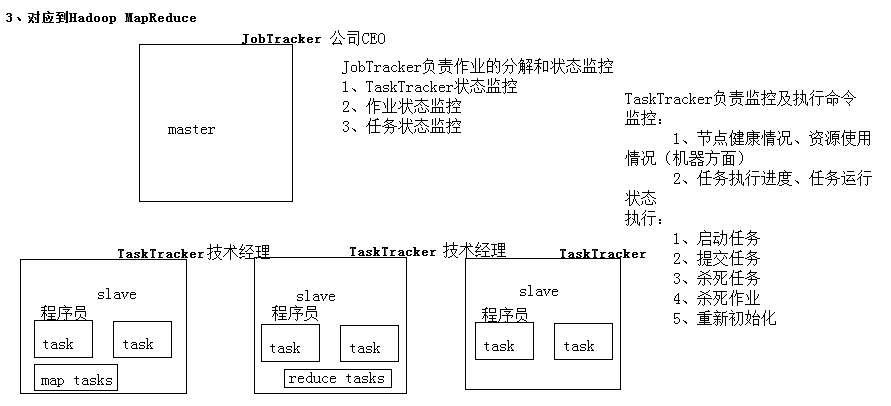 3、对应到Hadoop MapReduce
JobTracker 公司CEO
master
JobTracker负责作业的分解和状态监控
1、TaskTracker状态监控
2、作业状态监控
3、任务状态监控
TaskTracker负责监控及执行命令
监控：
1、节点健康情况、资源使用
情况（机器方面）
2、任务执行进度、任务运行
状态
执行：
1、启动任务
2、提交任务
3、杀死任务
4、杀死作业
5、重新初始化
TaskTracker 技术经理
slave
程序员
task
task
map tasks
TaskTracker 技术经理
slave
程序员
task
task
reduce tasks
TaskTracker
slave
程序员
task
task